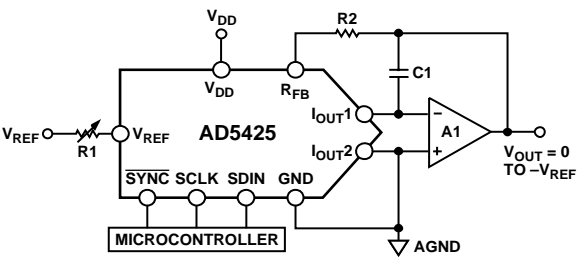 VDD
R2
C1
VDD
RFB
IOUT1
VREF
R1
VREF
AD5425
A1
IOUT2
VOUT = 0
TO –VREF
SYNC SCLK SDIN GND
MICROCONTROLLER
AGND